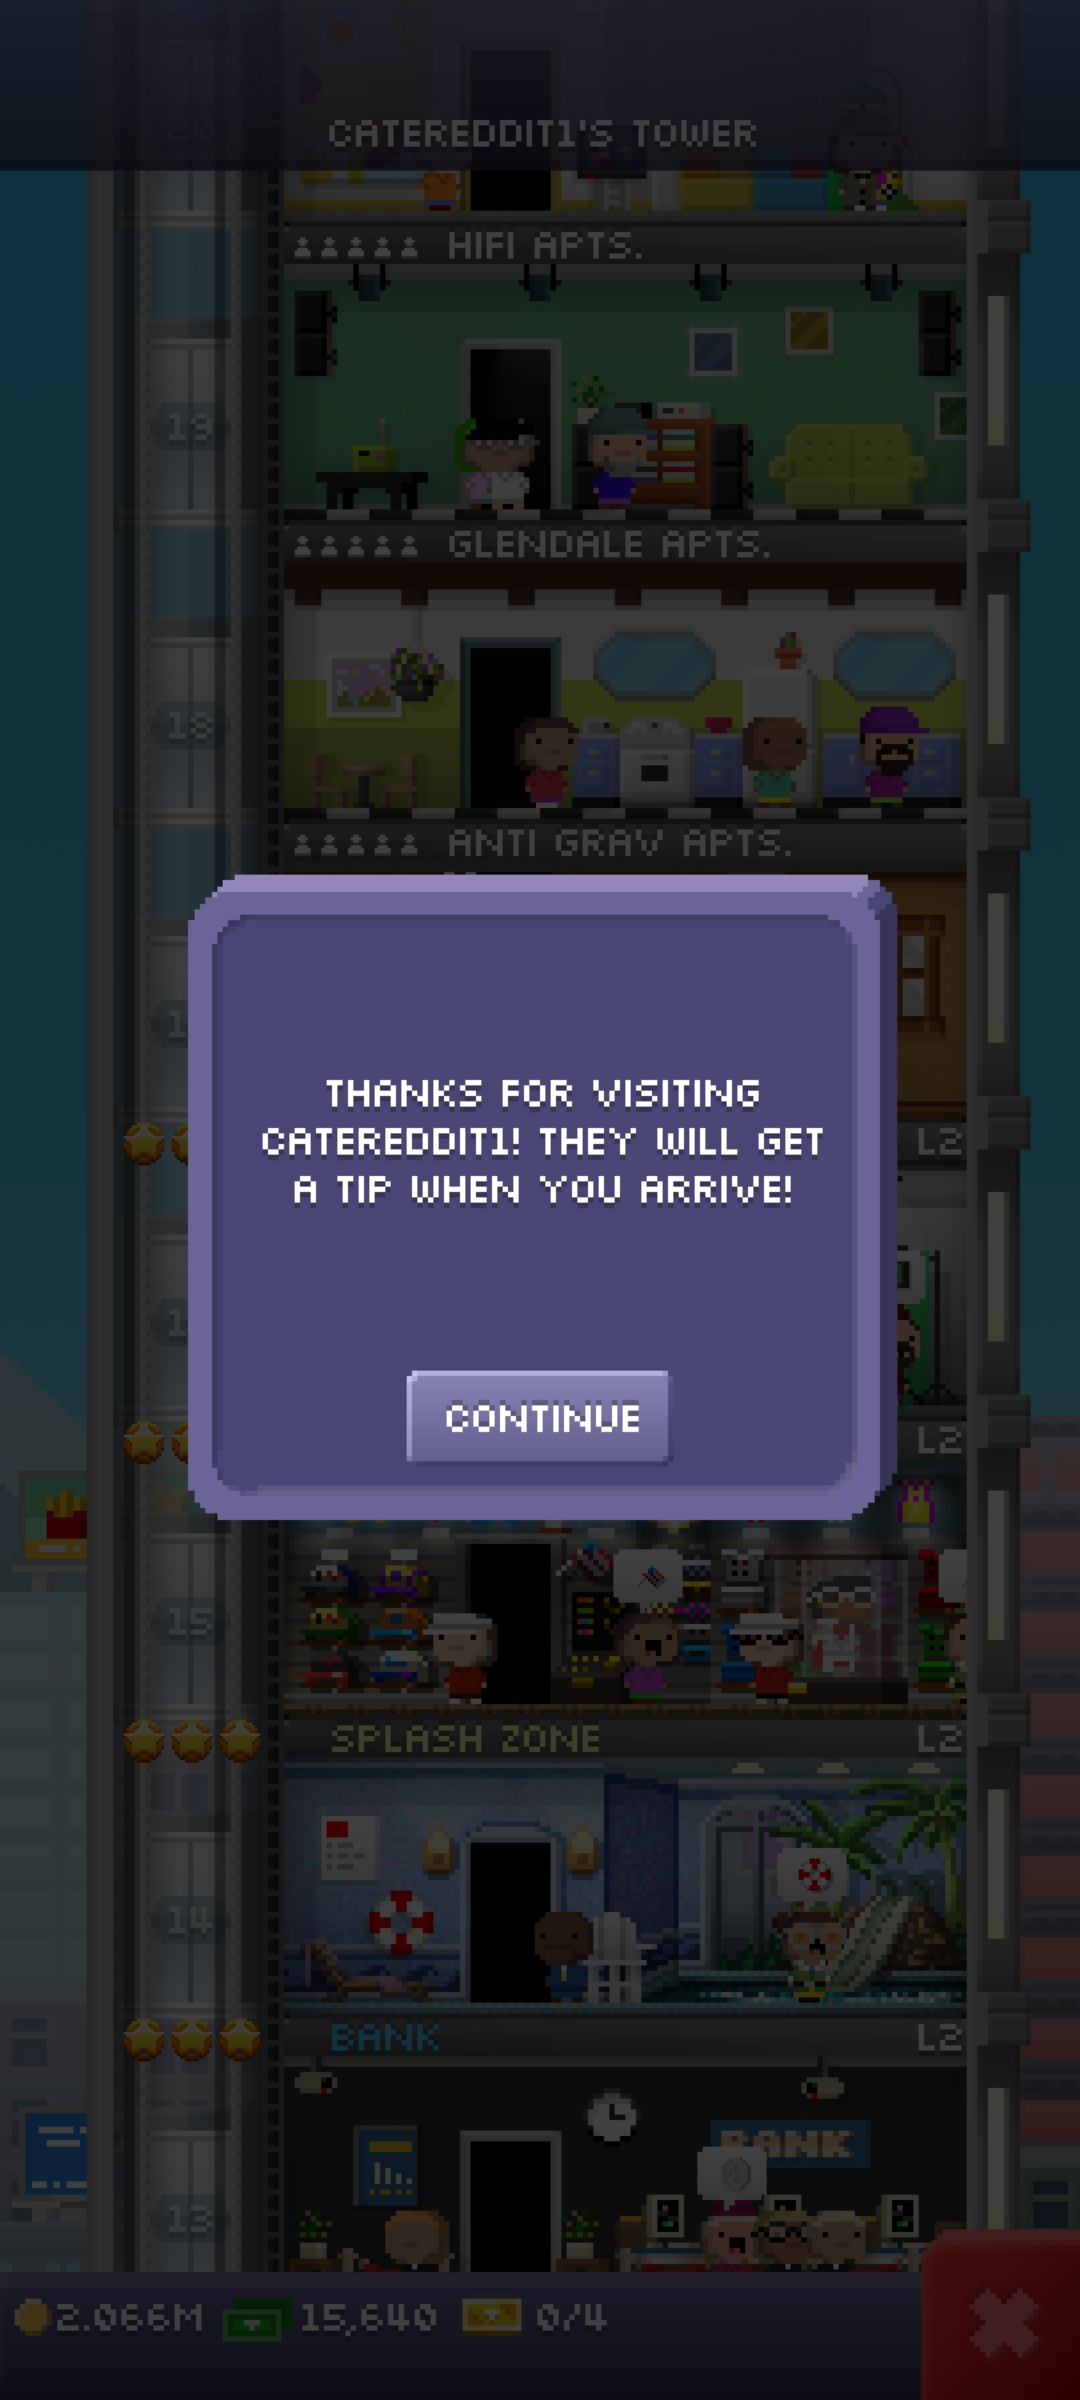 CATEREDDIT1'S TOWER
HIFI APTS.
19
GLENDALE APTS.
18
ANTI GRAV APTS.
THANKS FOR VISITING
CATEREDDIT1! THEY WILL GET
A TIP WHEN YOU ARRIVE!
CONTINUE
L2
L2
15
SPLASH ZONE L2
14
BANK L2
BANK
13
2.066M 15,640 0/4